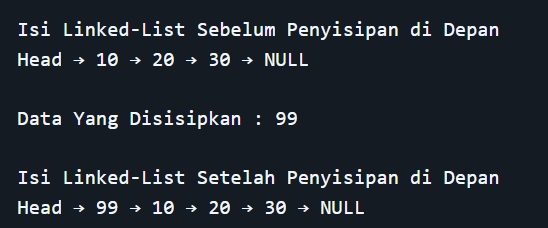 Isi Linked-List Sebelum Penyisipan di Depan
Head → 10 → 20 → 30 → NULL
Data Yang Disisipkan : 99
Isi Linked-List Setelah Penyisipan di Depan
Head → 99 → 10 → 20 → 30 → NULL